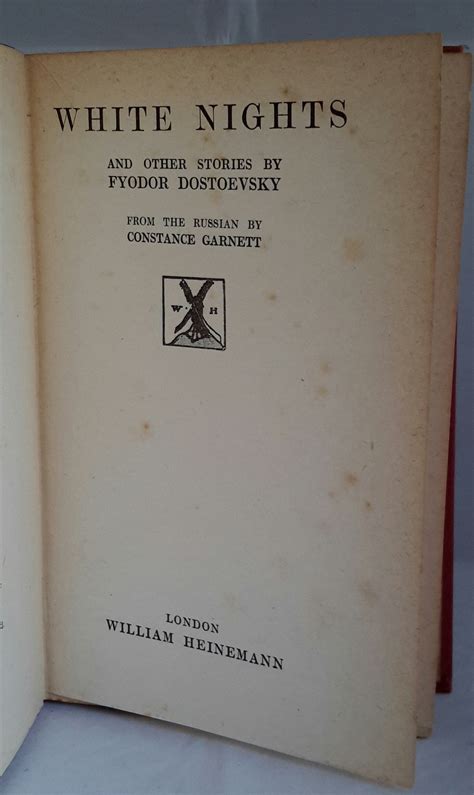 WHITE NIGHTS
AND OTHER STORIES BY
FYODOR DOSTOEVSKY
FROM THE RUSSIAN BY
CONSTANCE GARNETT
W · H
LONDON
WILLIAM HEINEMANN